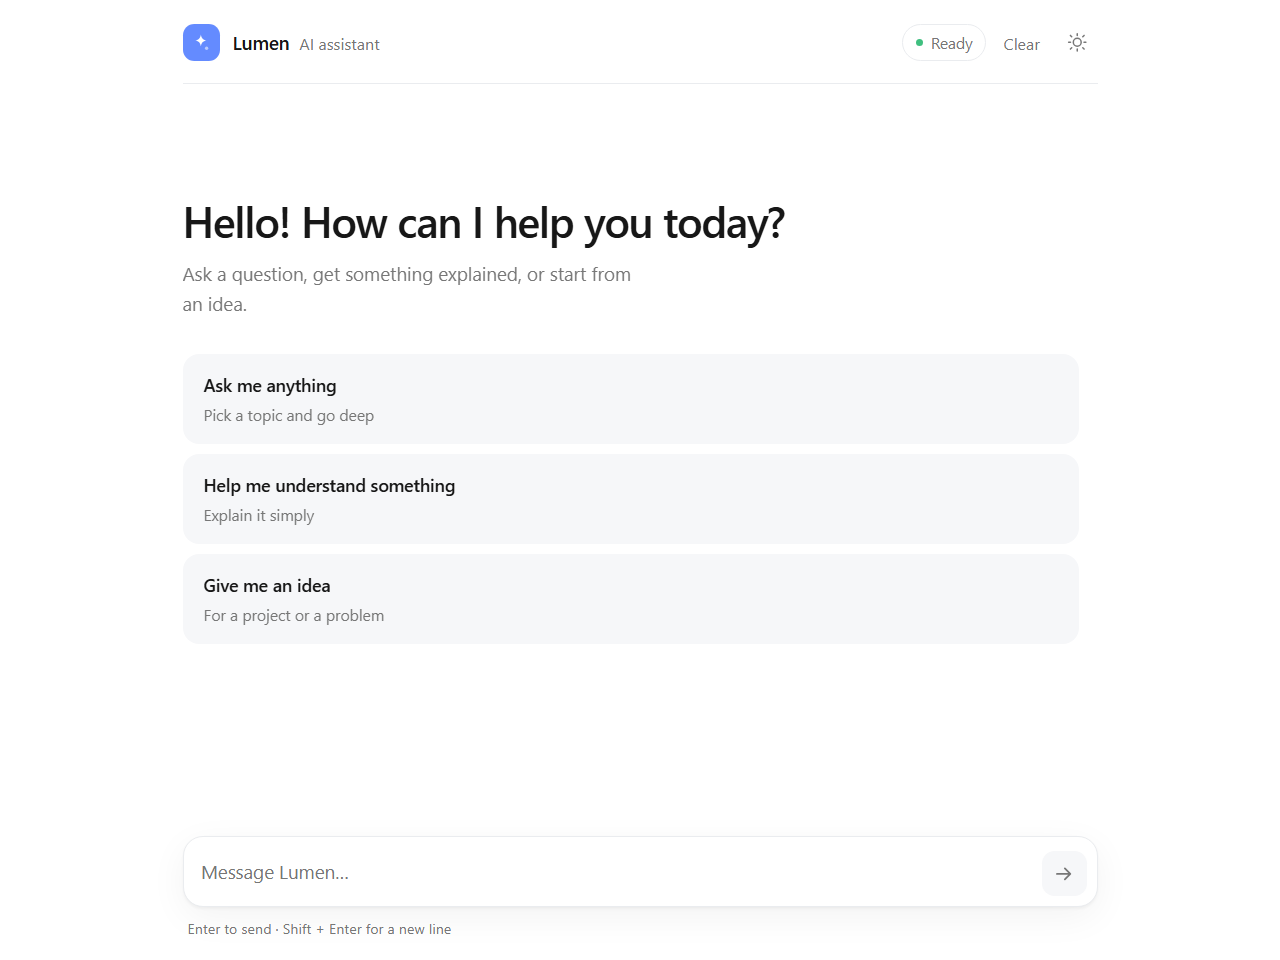 Lumen AI assistant
Ready
Clear
Hello! How can I help you today?
Ask a question, get something explained, or start from
an idea.
Ask me anything
Pick a topic and go deep
Help me understand something
Explain it simply
Give me an idea
For a project or a problem
Message Lumen...
Enter to send · Shift + Enter for a new line